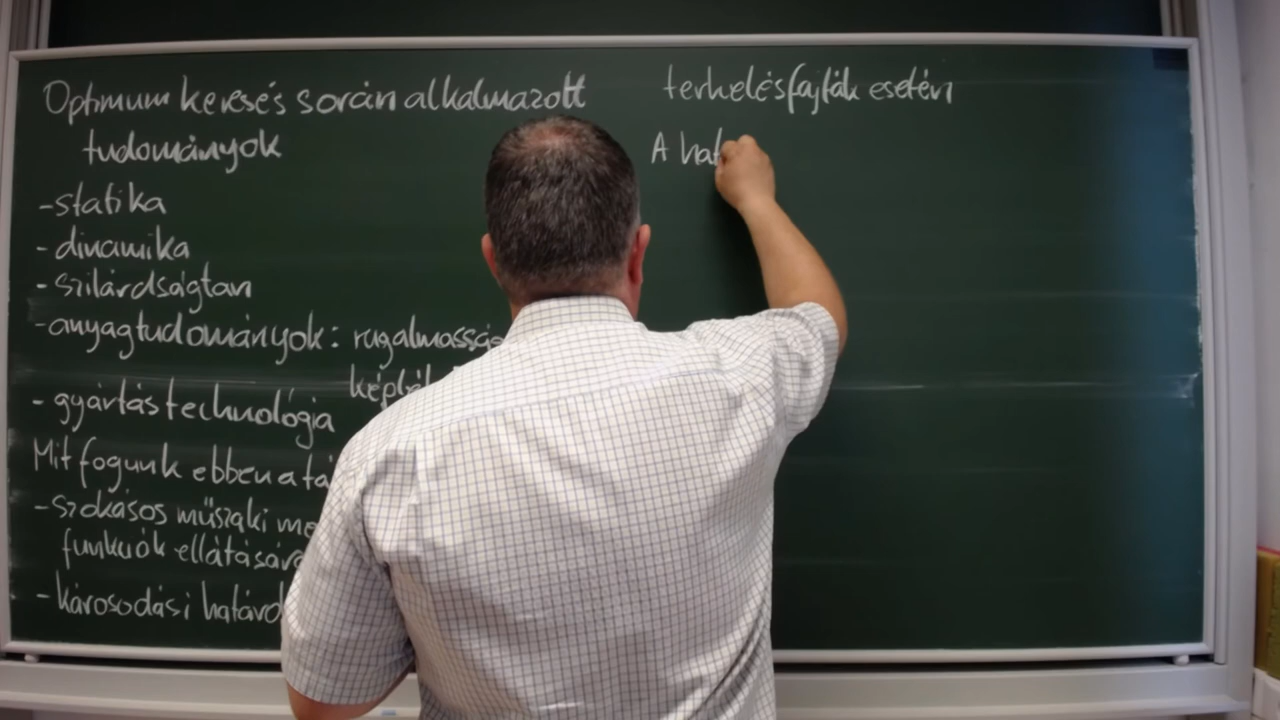 Optimum keresés során alkalmazott
tudományok
-statika
- dinamika
- szilárdságtan
-anyagtudományok: rugalmasság
- gyártástechnológia
Mit fogunk ebben a
-szokásos műszaki
funkciók ellátására
-károsodási
terhelésfajták esetén
A